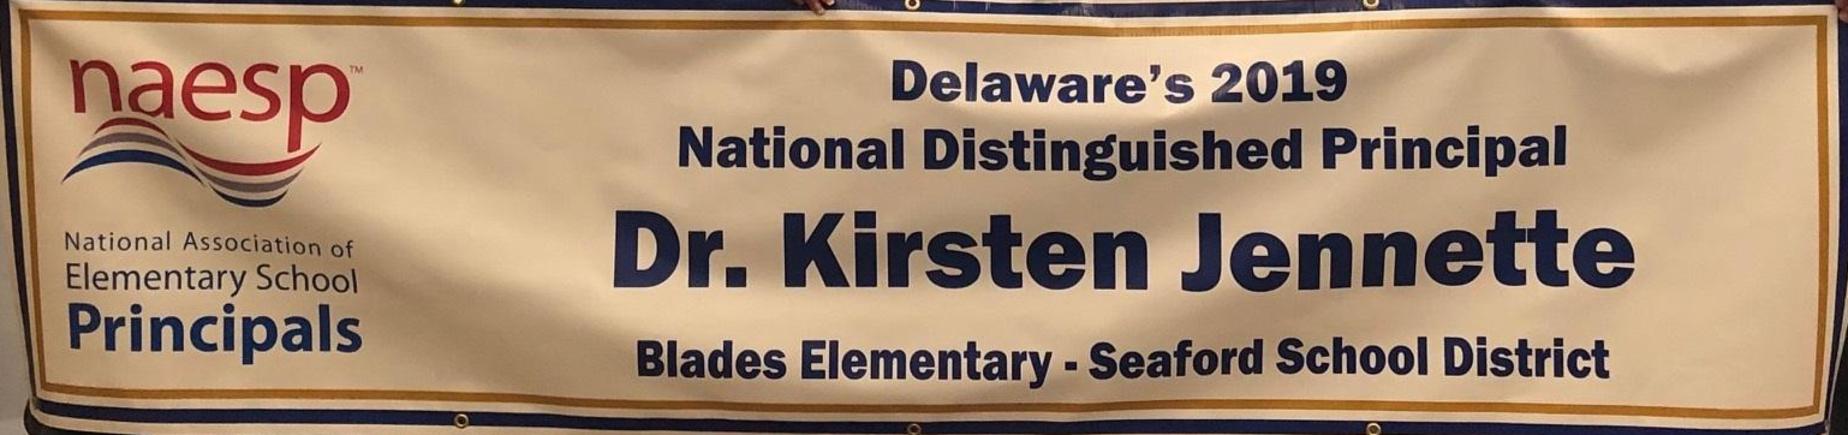 naesp™
National Association of
Elementary School
Principals
Delaware's 2019
National Distinguished Principal
Dr. Kirsten Jennette
Blades Elementary - Seaford School District